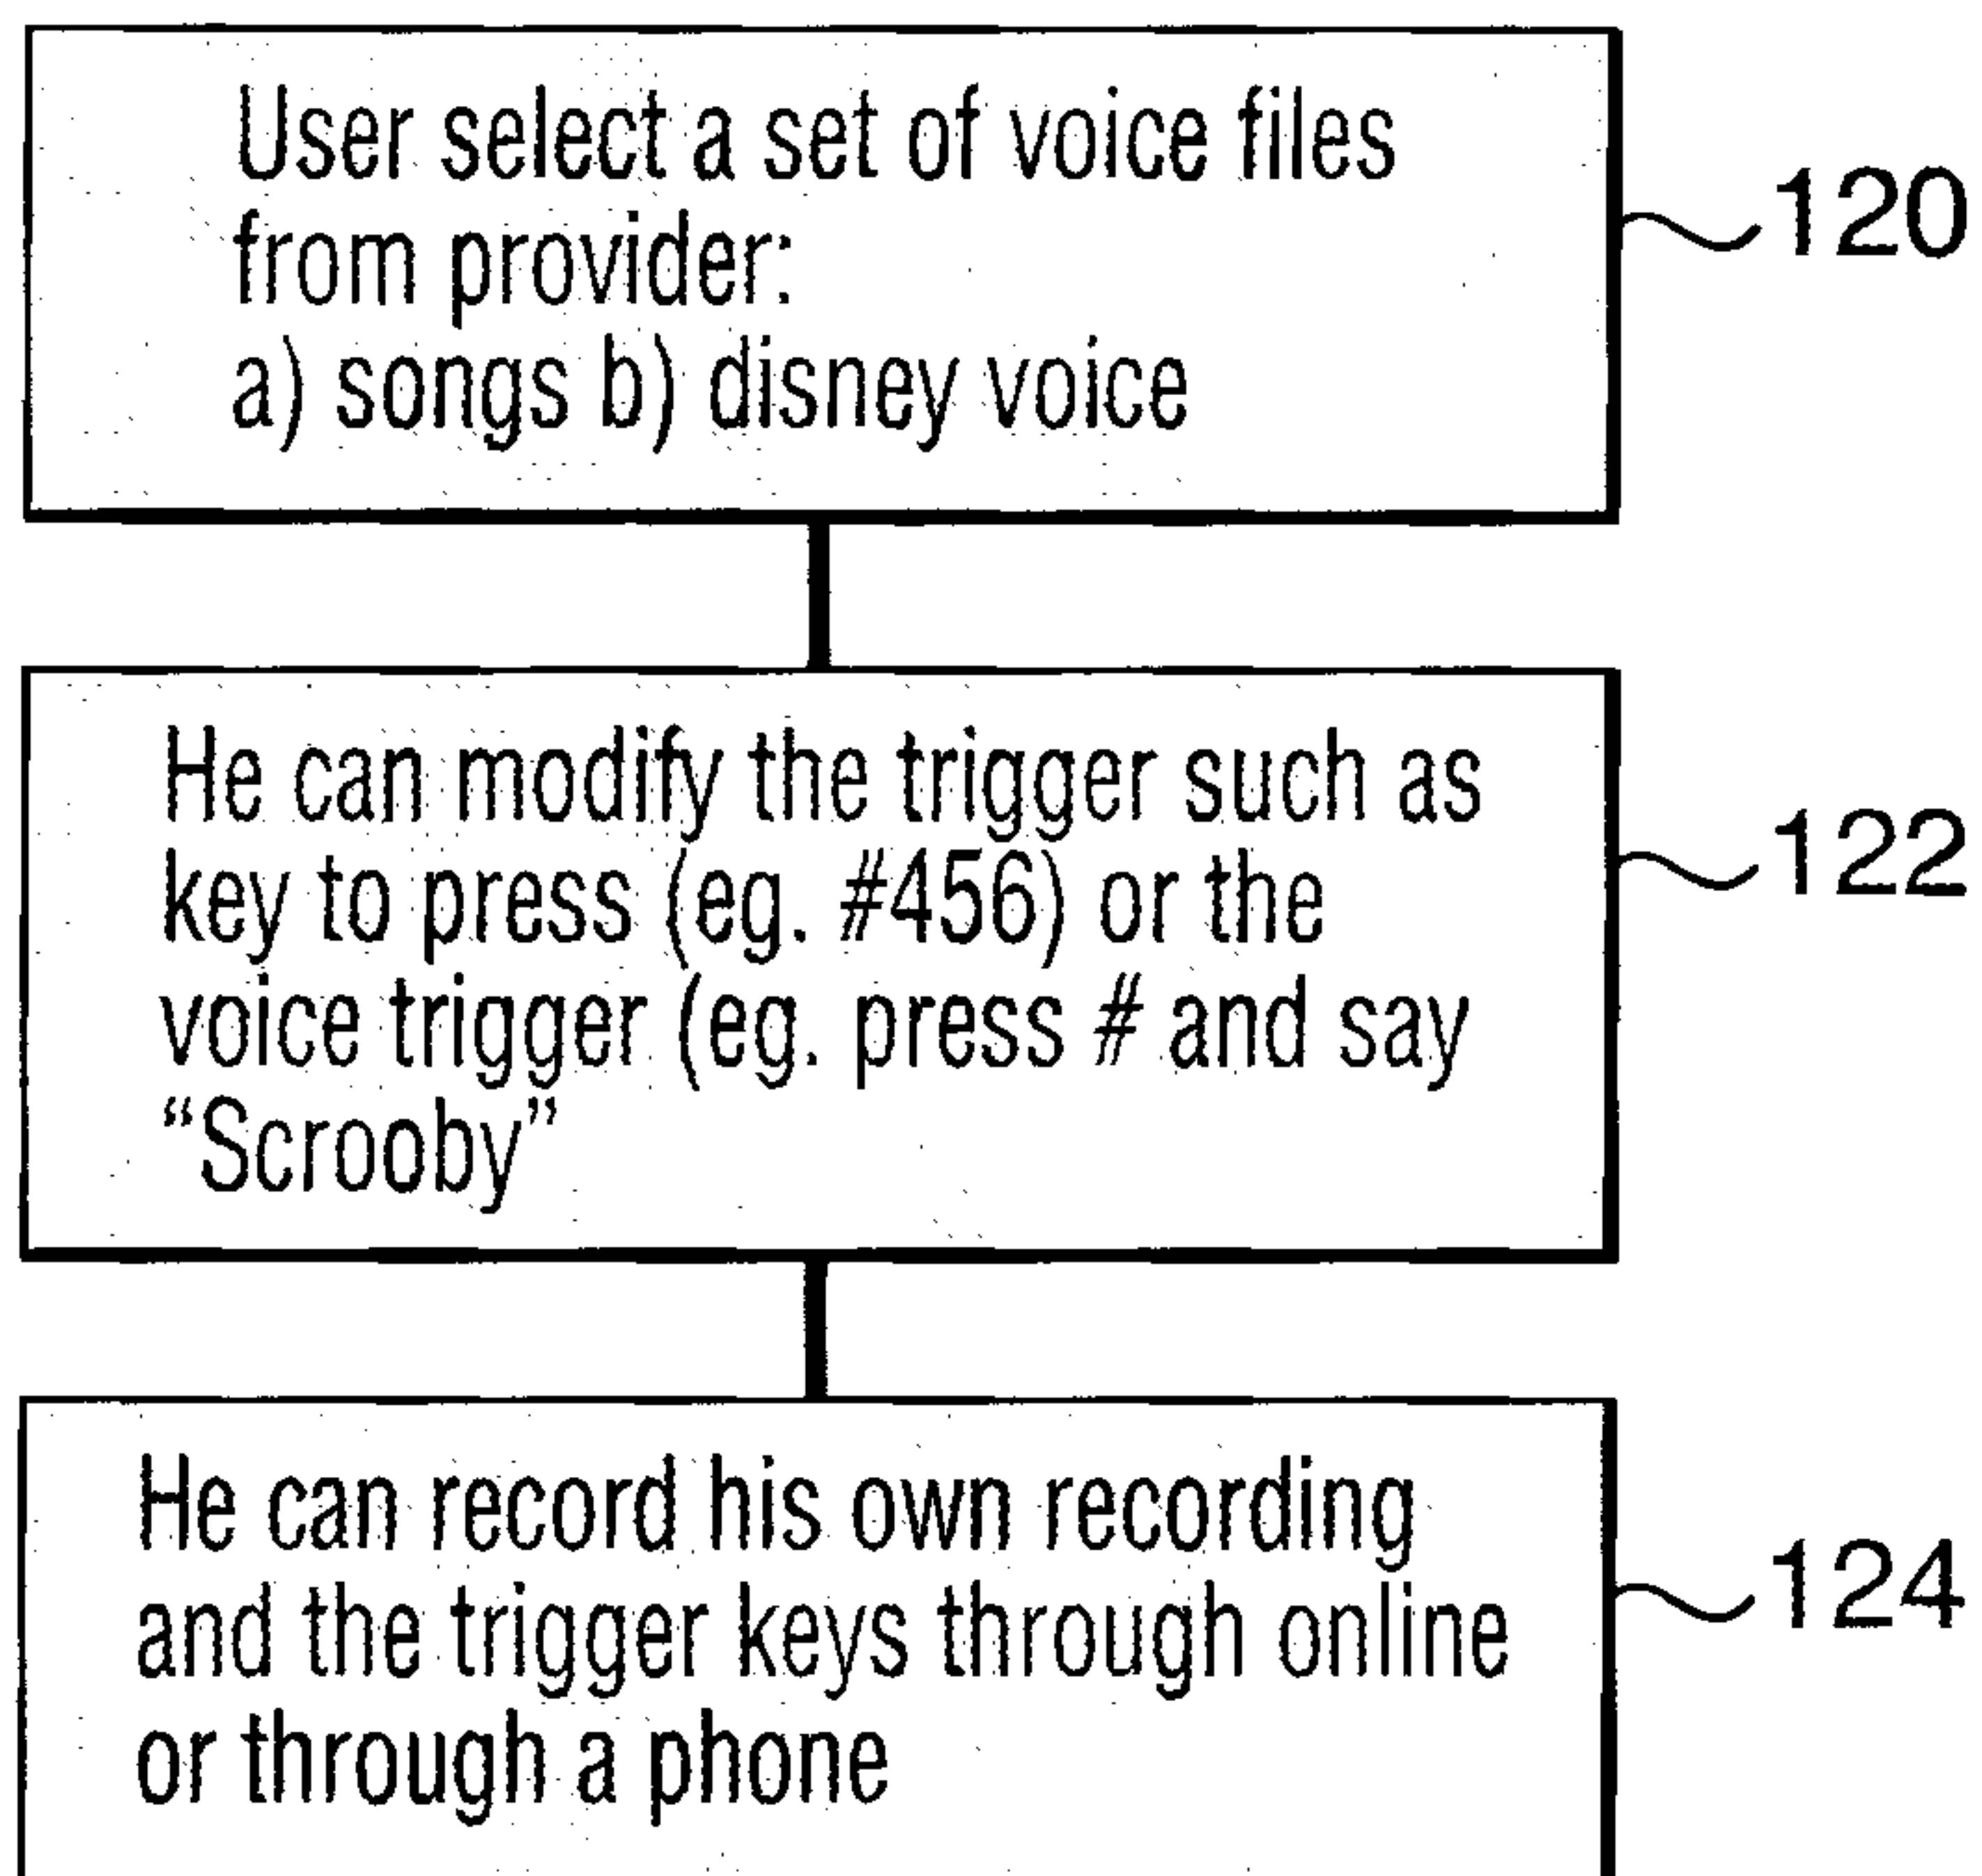 User select a set of voice files
from provider:
a) songs b) disney voice
120
He can modify the trigger such as
key to press (eg. #456) or the
voice trigger (eg. press # and say
“Scrooby”
122
He can record his own recording
and the trigger keys through online
or through a phone
124